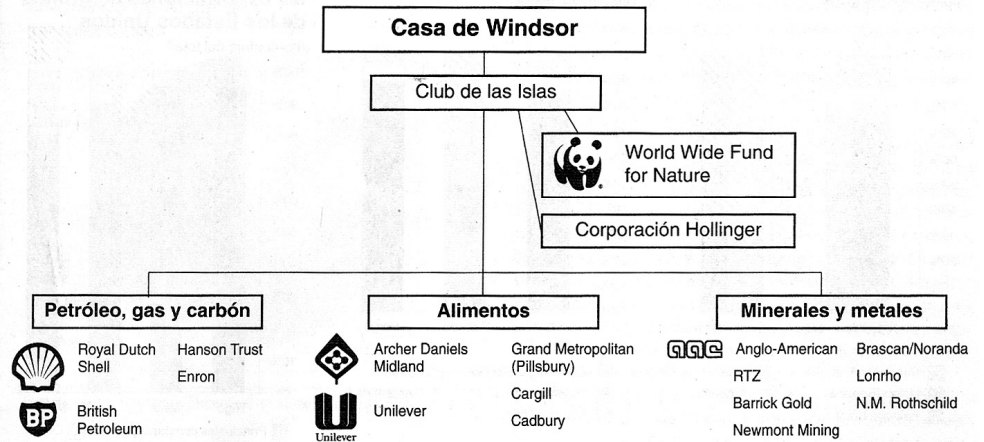 Casa de Windsor
Club de las Islas
World Wide Fund
for Nature
Corporación Hollinger
Petróleo, gas y carbón
Royal Dutch
Shell
Hanson Trust
Enron
BP
British
Petroleum
Alimentos
Archer Daniels
Midland
Unilever
Unilever
Grand Metropolitan
(Pillsbury)
Cargill
Cadbury
Minerales y metales
aac
Anglo-American
RTZ
Barrick Gold
Newmont Mining
Brascan/Noranda
Lonrho
N.M. Rothschild